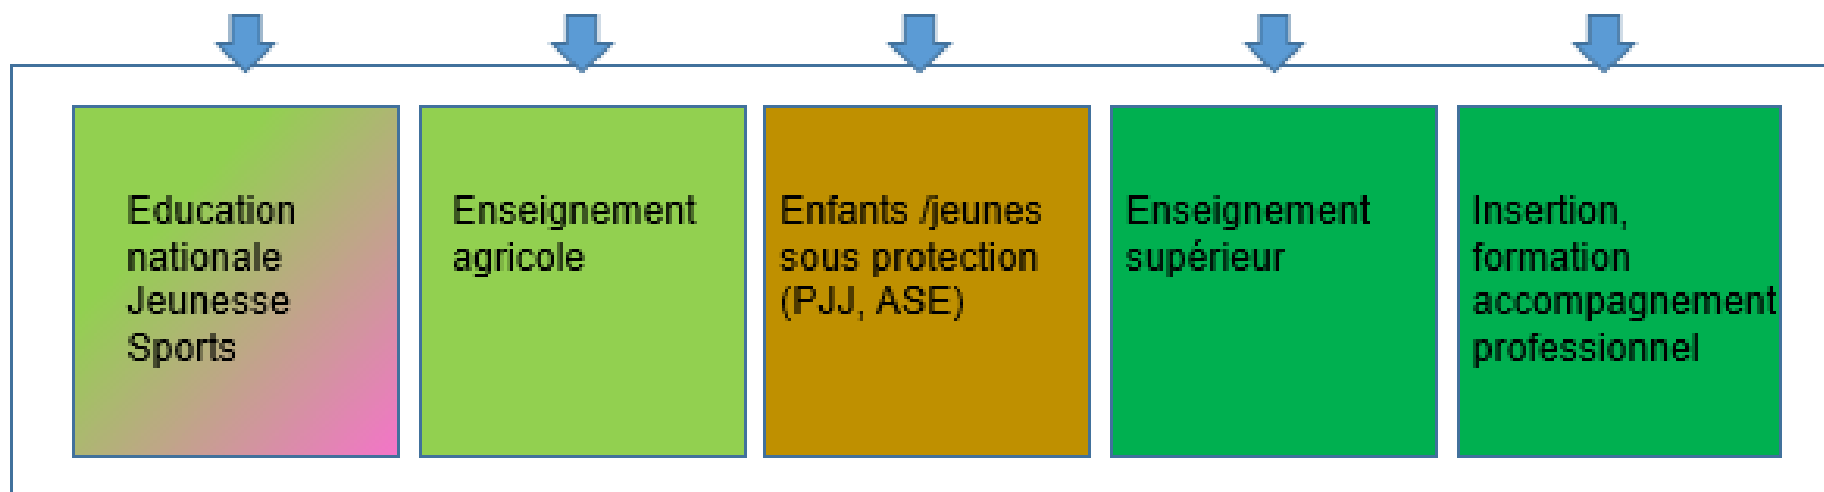 Education
nationale
Jeunesse
Sports
Enseignement
agricole
Enfants /jeunes
sous protection
(PJJ, ASE)
Enseignement
supérieur
Insertion,
formation
accompagnement
professionnel